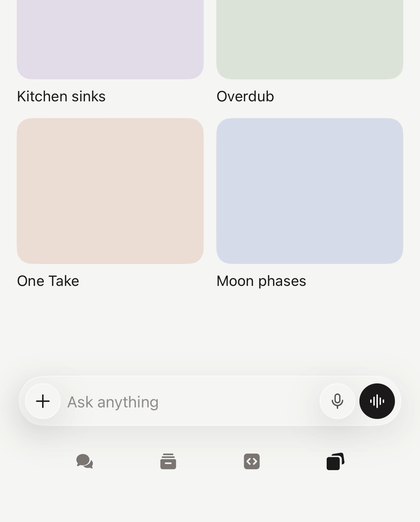 Kitchen sinks
Overdub
One Take
Moon phases
Ask anything